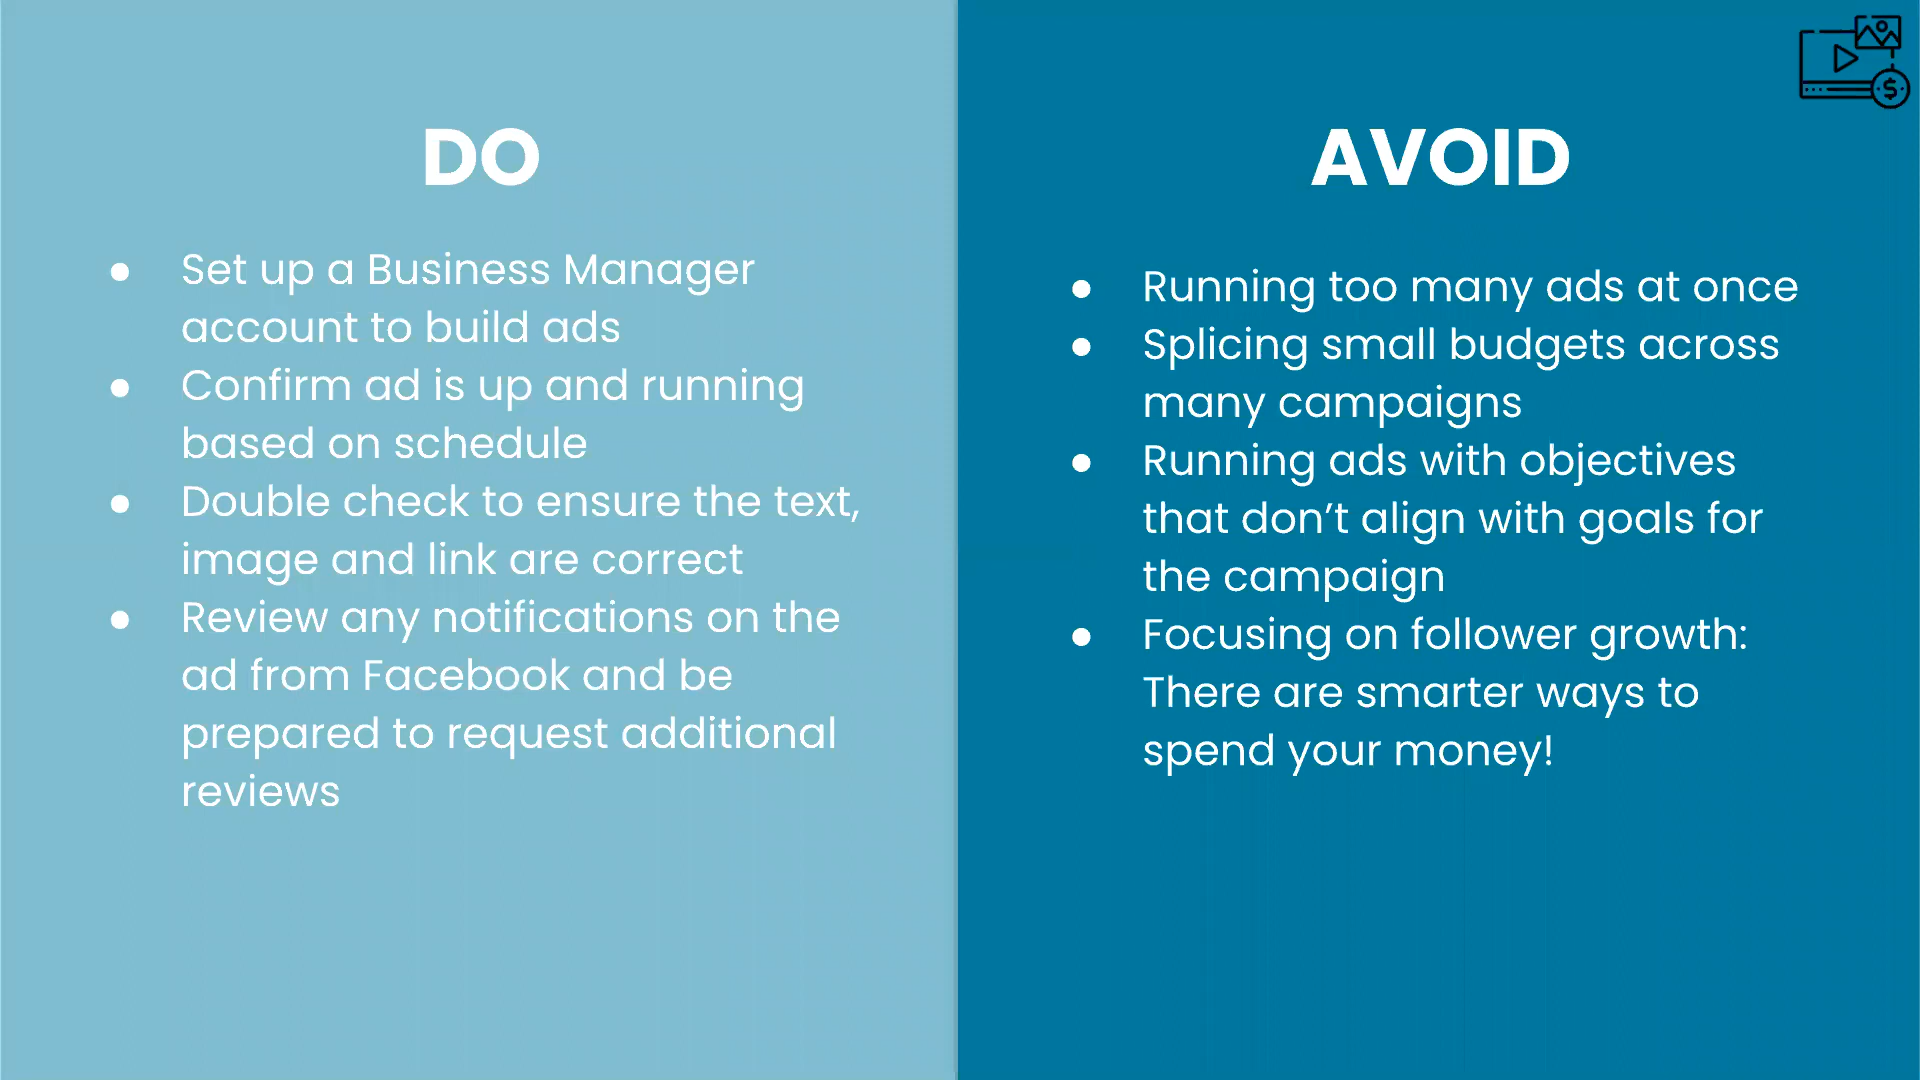 DO
● Set up a Business Manager
account to build ads
● Confirm ad is up and running
based on schedule
● Double check to ensure the text,
image and link are correct
● Review any notifications on the
ad from Facebook and be
prepared to request additional
reviews
AVOID
● Running too many ads at once
● Splicing small budgets across
many campaigns
● Running ads with objectives
that don’t align with goals for
the campaign
● Focusing on follower growth:
There are smarter ways to
spend your money!
$